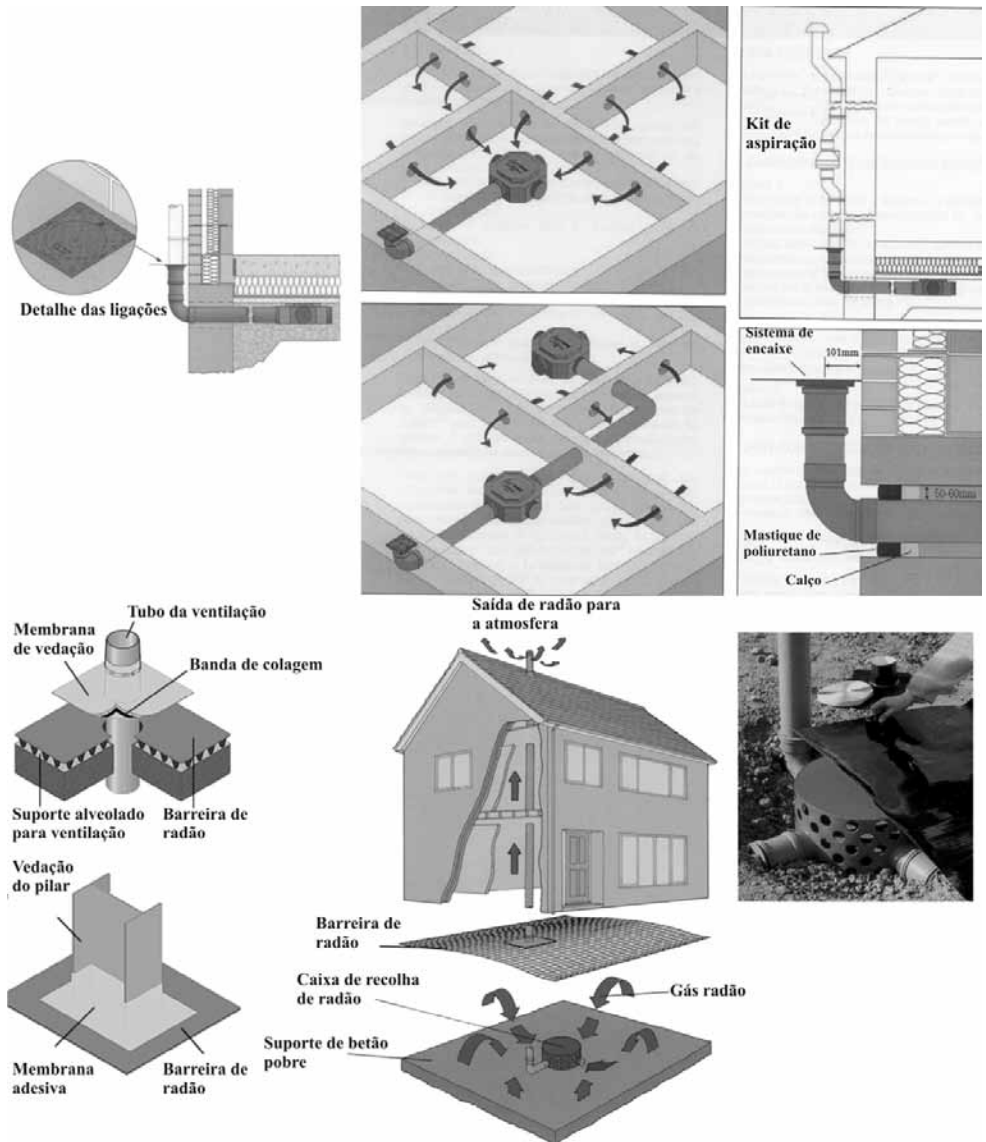 Kit de
aspiração
Detalhe das ligações
Sistema de
encaixe
101mm
50-60mm
Mastique de
poliuretano
Calço
Tubo da ventilação
Membrana
de vedação
Banda de colagem
Suporte alveolado
para ventilação
Barreira de
radão
Vedação
do pilar
Membrana
adesiva
Barreira de
radão
Saída de radão para
a atmosfera
Barreira de
radão
Caixa de recolha
de radão
Gás radão
Suporte de betão
pobre